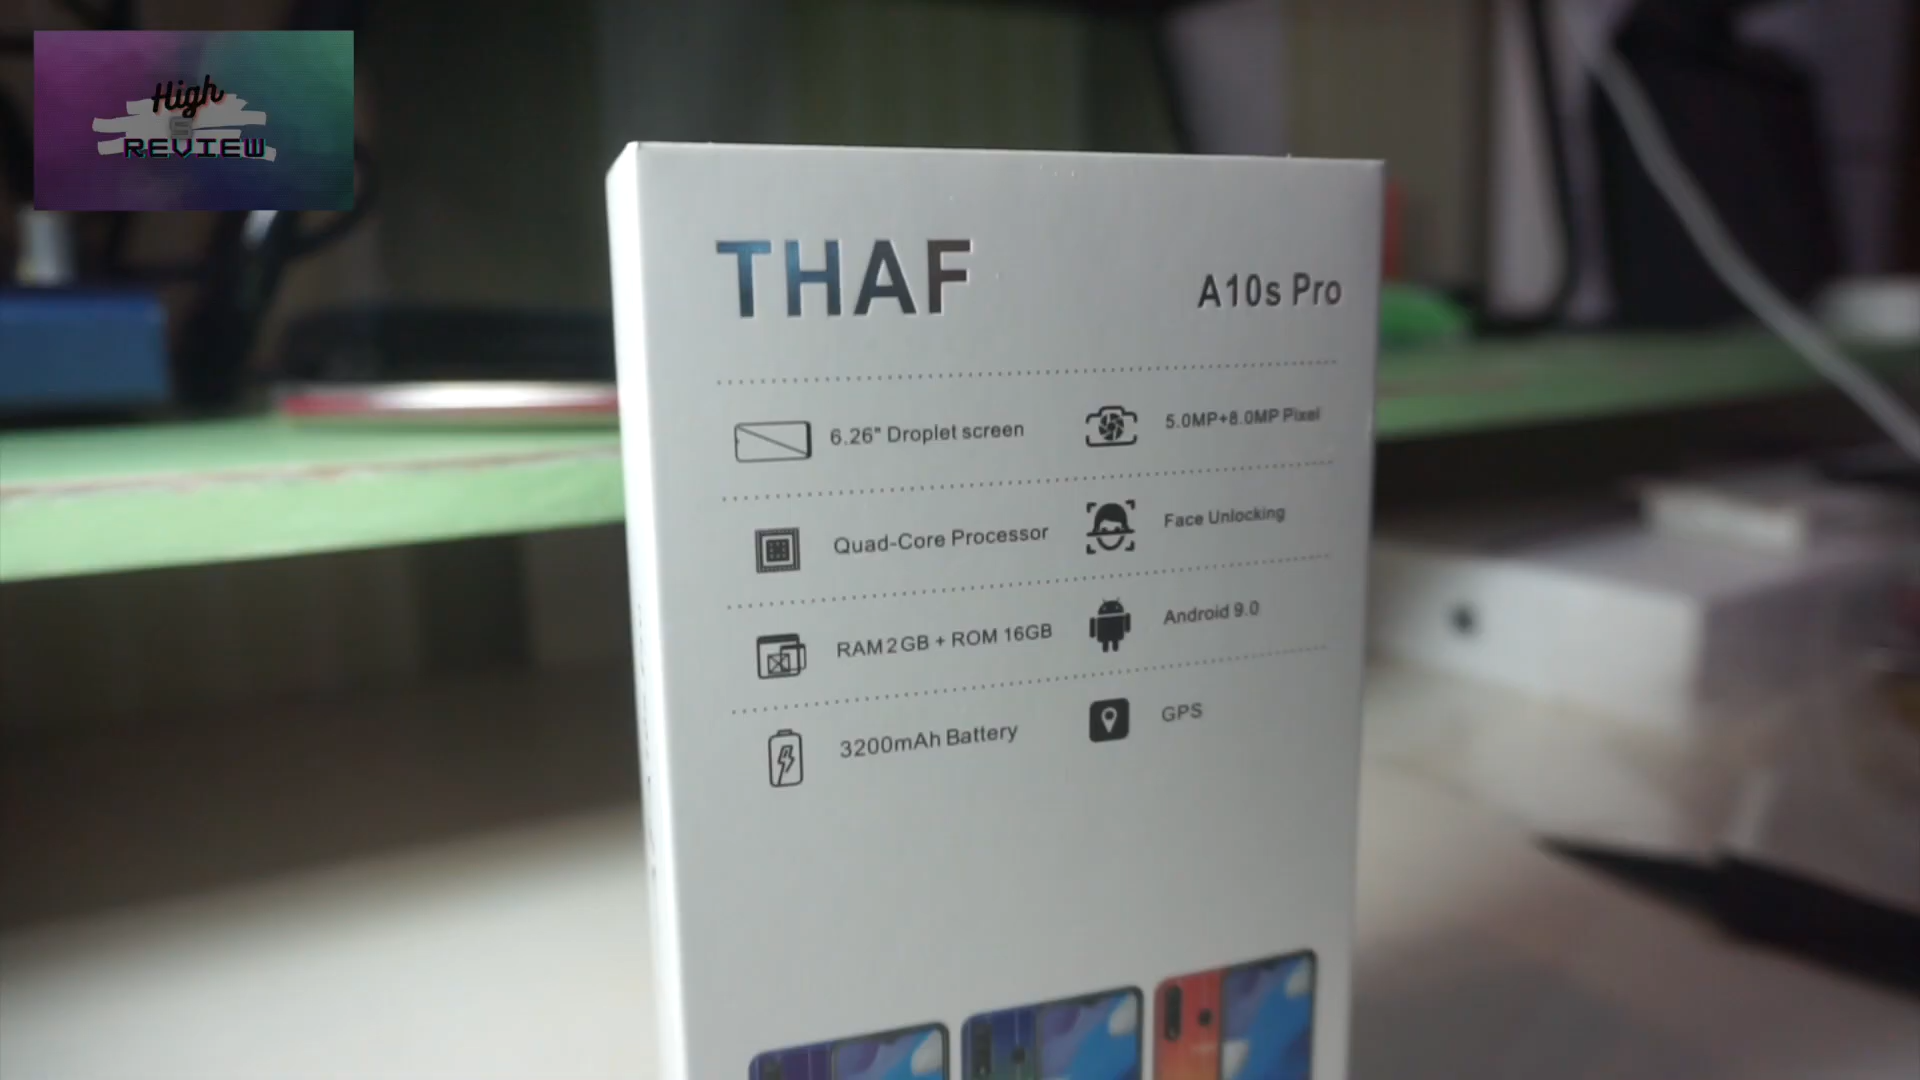 High
S
REVIEW
THAF
A10s Pro
6.26" Droplet screen
5.0MP+8.0MP Pixel
Quad-Core Processor
Face Unlocking
RAM 2GB + ROM 16GB
Android 9.0
3200mAh Battery
GPS